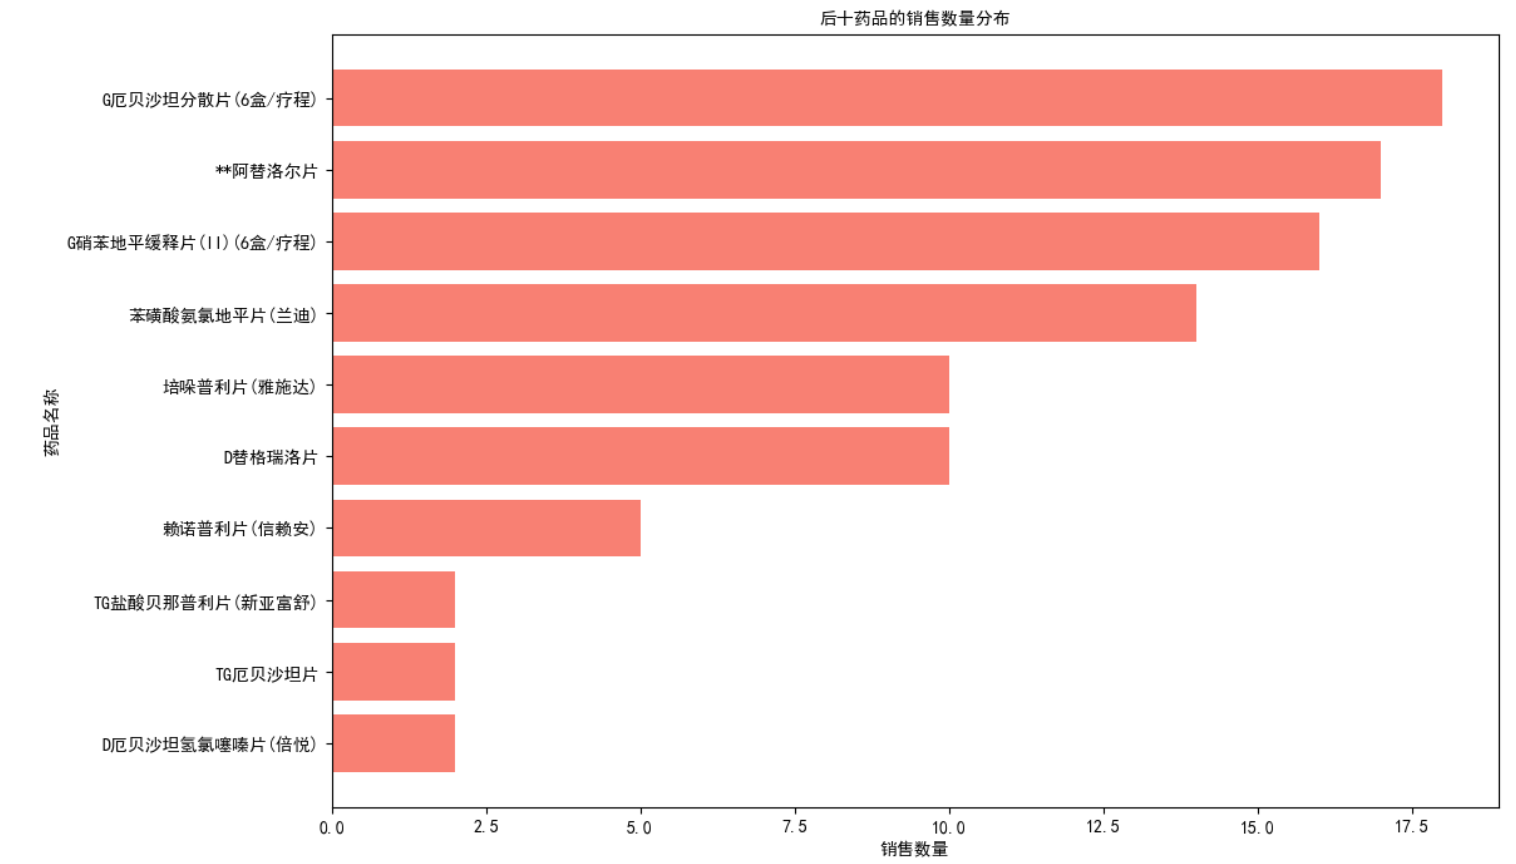 后十药品的销售数量分布
G厄贝沙坦分散片(6盒/疗程)
**阿替洛尔片
G硝苯地平缓释片(II)(6盒/疗程)
苯磺酸氨氯地平片(兰迪)
培哚普利片(雅施达)
D替格瑞洛片
赖诺普利片(信赖安)
TG盐酸贝那普利片(新亚富舒)
TG厄贝沙坦片
D厄贝沙坦氢氯噻嗪片(倍悦)
药品名称
0.0 2.5 5.0 7.5 10.0 12.5 15.0 17.5
销售数量